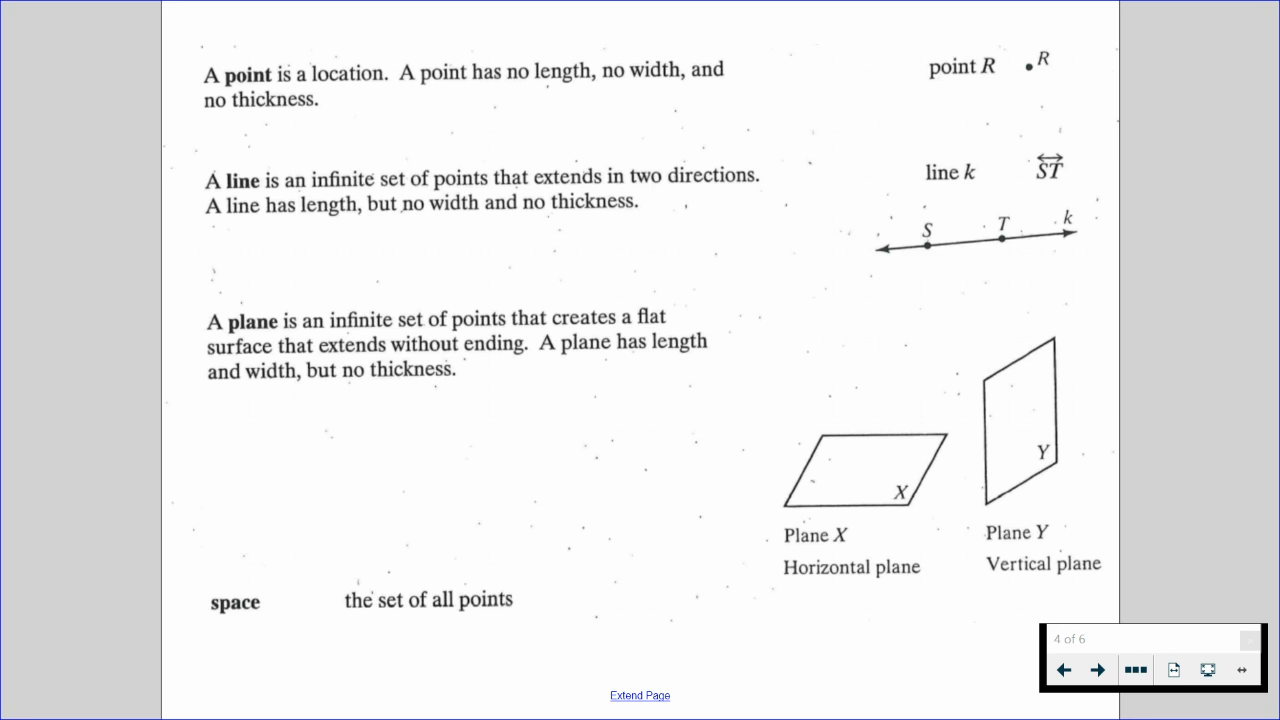 A point is a location. A point has no length, no width, and
no thickness.
point R
R
A line is an infinite set of points that extends in two directions.
A line has length, but no width and no thickness.
line k
ST
S
T
k
A plane is an infinite set of points that creates a flat
surface that extends without ending. A plane has length
and width, but no thickness.
X
Y
Plane X
Horizontal plane
Plane Y
Vertical plane
space the set of all points
4 of 6
Extend Page